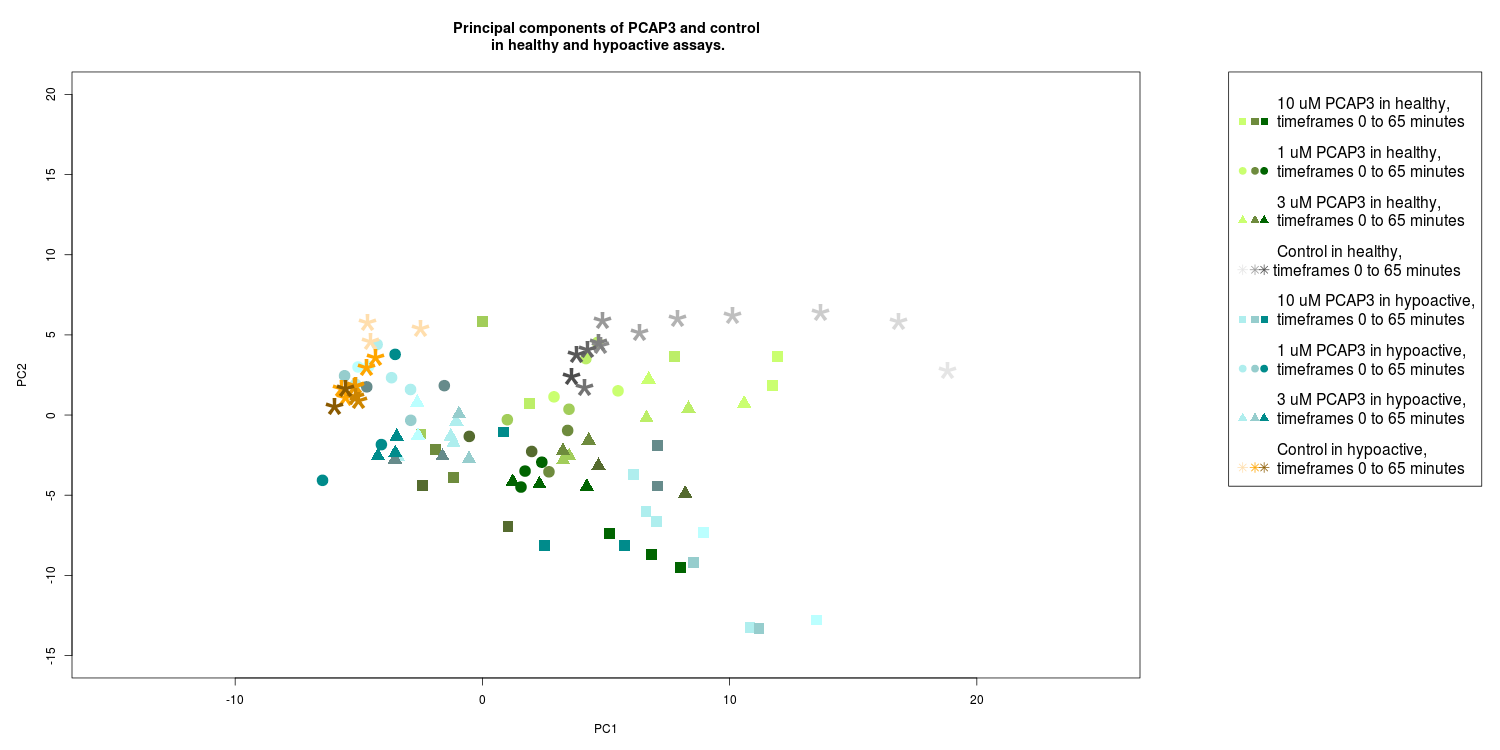 Principal components of PCAP3 and control
in healthy and hypoactive assays.
20
15
10
5
0
-5
-10
-15
PC2
-10
0
10
20
PC1
10 uM PCAP3 in healthy,
timeframes 0 to 65 minutes
1 uM PCAP3 in healthy,
timeframes 0 to 65 minutes
3 uM PCAP3 in healthy,
timeframes 0 to 65 minutes
Control in healthy,
timeframes 0 to 65 minutes
10 uM PCAP3 in hypoactive,
timeframes 0 to 65 minutes
1 uM PCAP3 in hypoactive,
timeframes 0 to 65 minutes
3 uM PCAP3 in hypoactive,
timeframes 0 to 65 minutes
Control in hypoactive,
timeframes 0 to 65 minutes